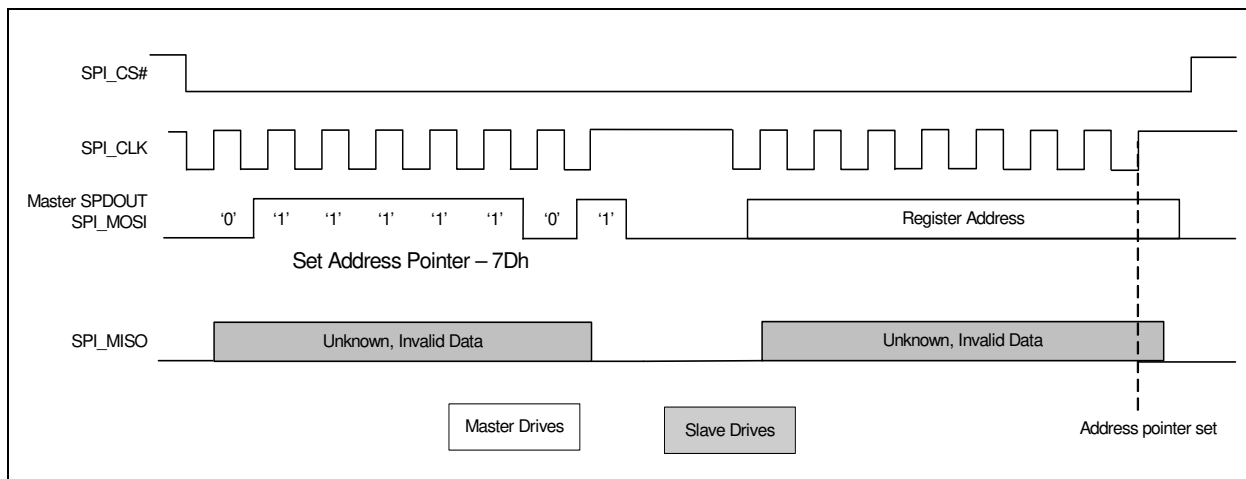 SPI_CS#
SPI_CLK
Master SPDOUT
SPI_MOSI
‘0’ ‘1’ ‘1’ ‘1’ ‘1’ ‘1’ ‘0’ ‘1’
Register Address
Set Address Pointer – 7Dh
SPI_MISO
Unknown, Invalid Data
Unknown, Invalid Data
Master Drives
Slave Drives
Address pointer set